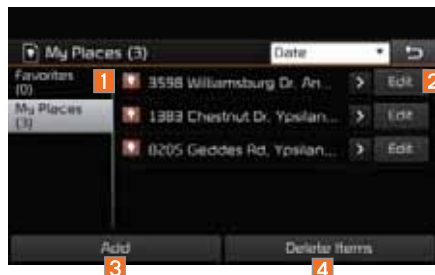 My Places (3) Date
Favorites (0) 1 3598 Williamsburg Dr. An... > Edit 2
My Places (3) 1383 Chestnut Dr, Ypsilan... > Edit
8205 Geddes Rd, Ypsilan... > Edit
Add Delete Items
3 4